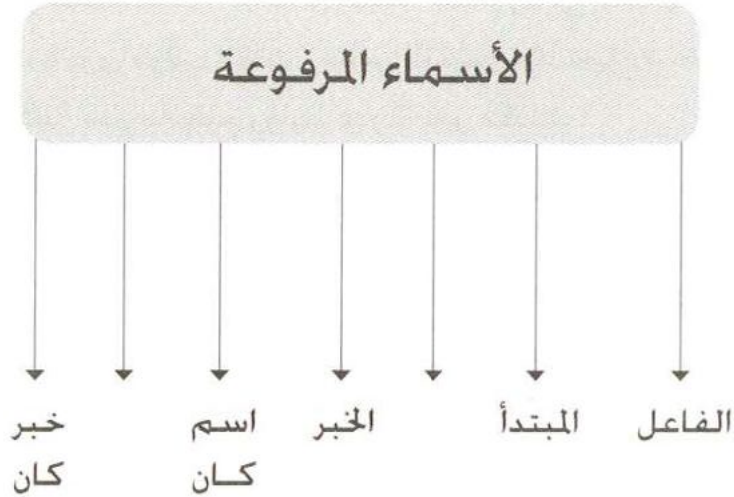 الأسماء المرفوعة
الفاعل المبتدأ الخبر اسم كان خبر كان